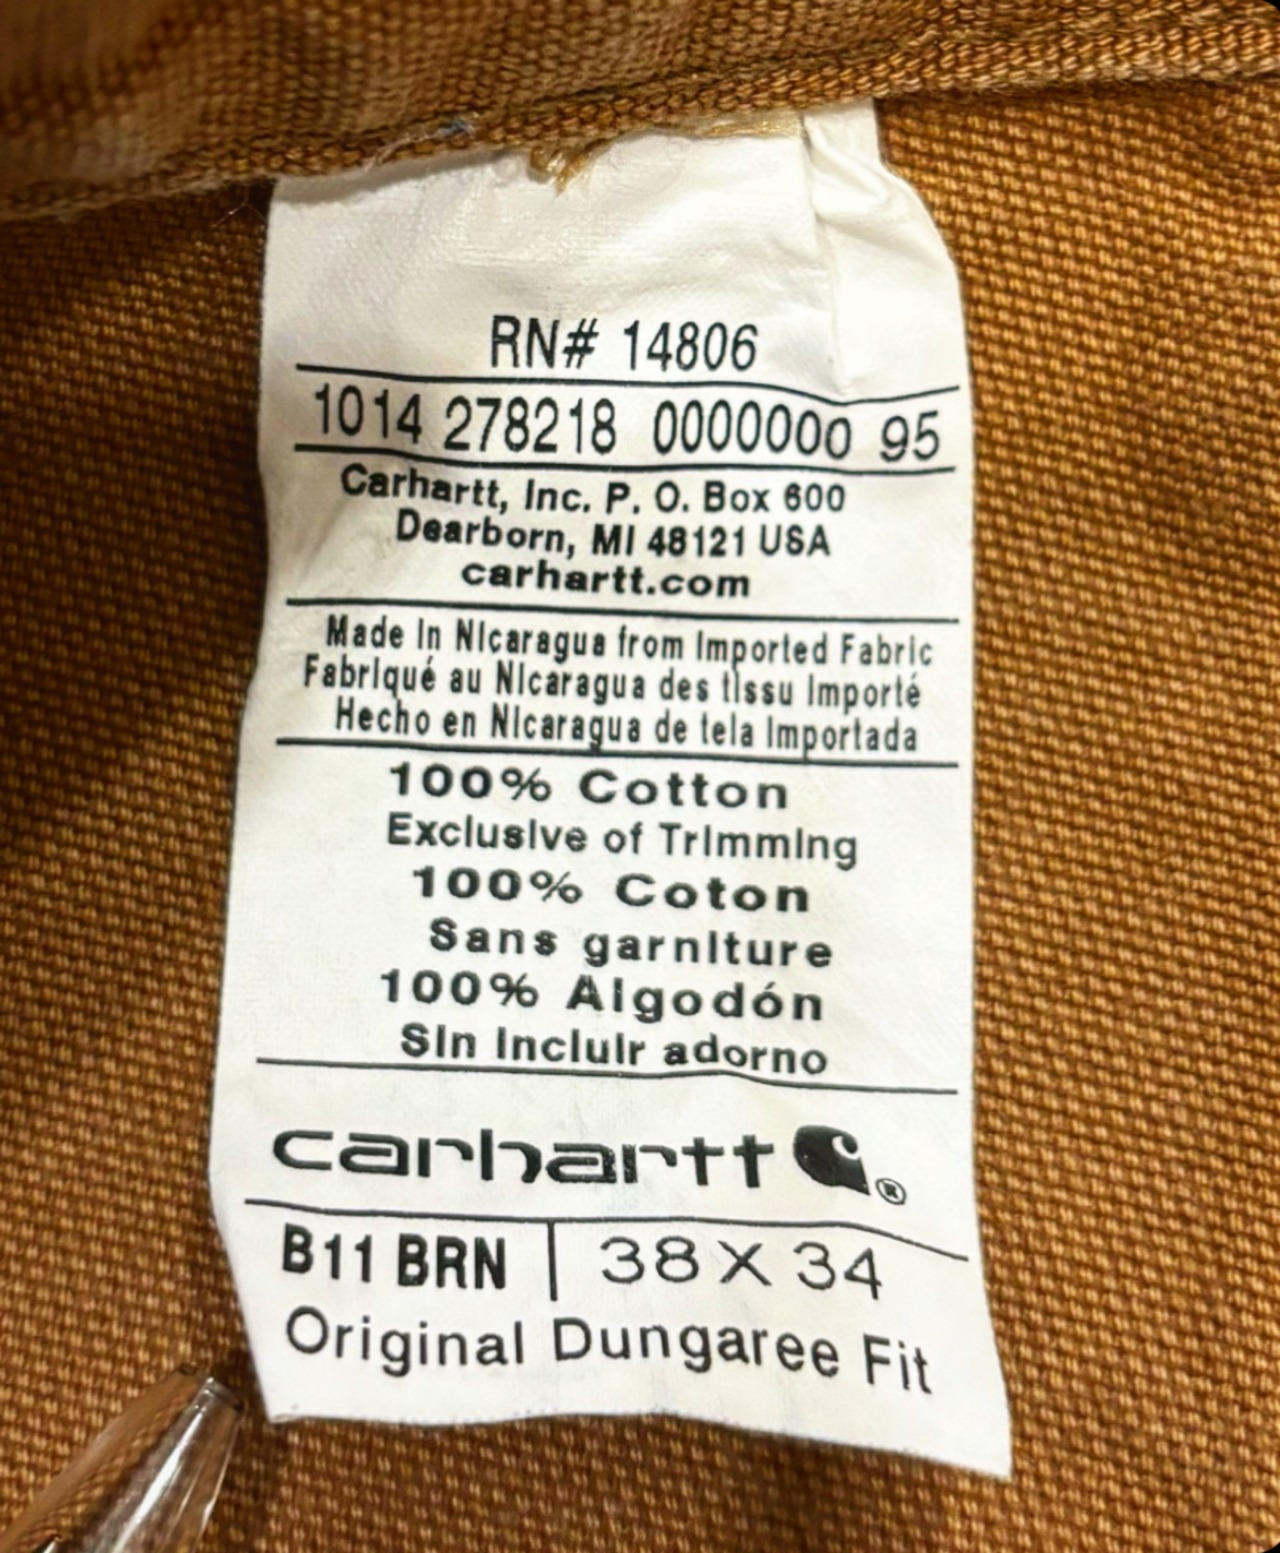 RN# 14806
1014 278218 0000000 95
Carhartt, Inc. P. O. Box 600
Dearborn, MI 48121 USA
carhartt.com
Made In Nicaragua from Imported Fabric
Fabriqué au Nicaragua des tissu Importé
Hecho en Nicaragua de tela Importada
100% Cotton
Exclusive of Trimming
100% Coton
Sans garniture
100% Algodón
Sin incluir adorno
carhartt ®
B11 BRN | 38 X 34
Original Dungaree Fit